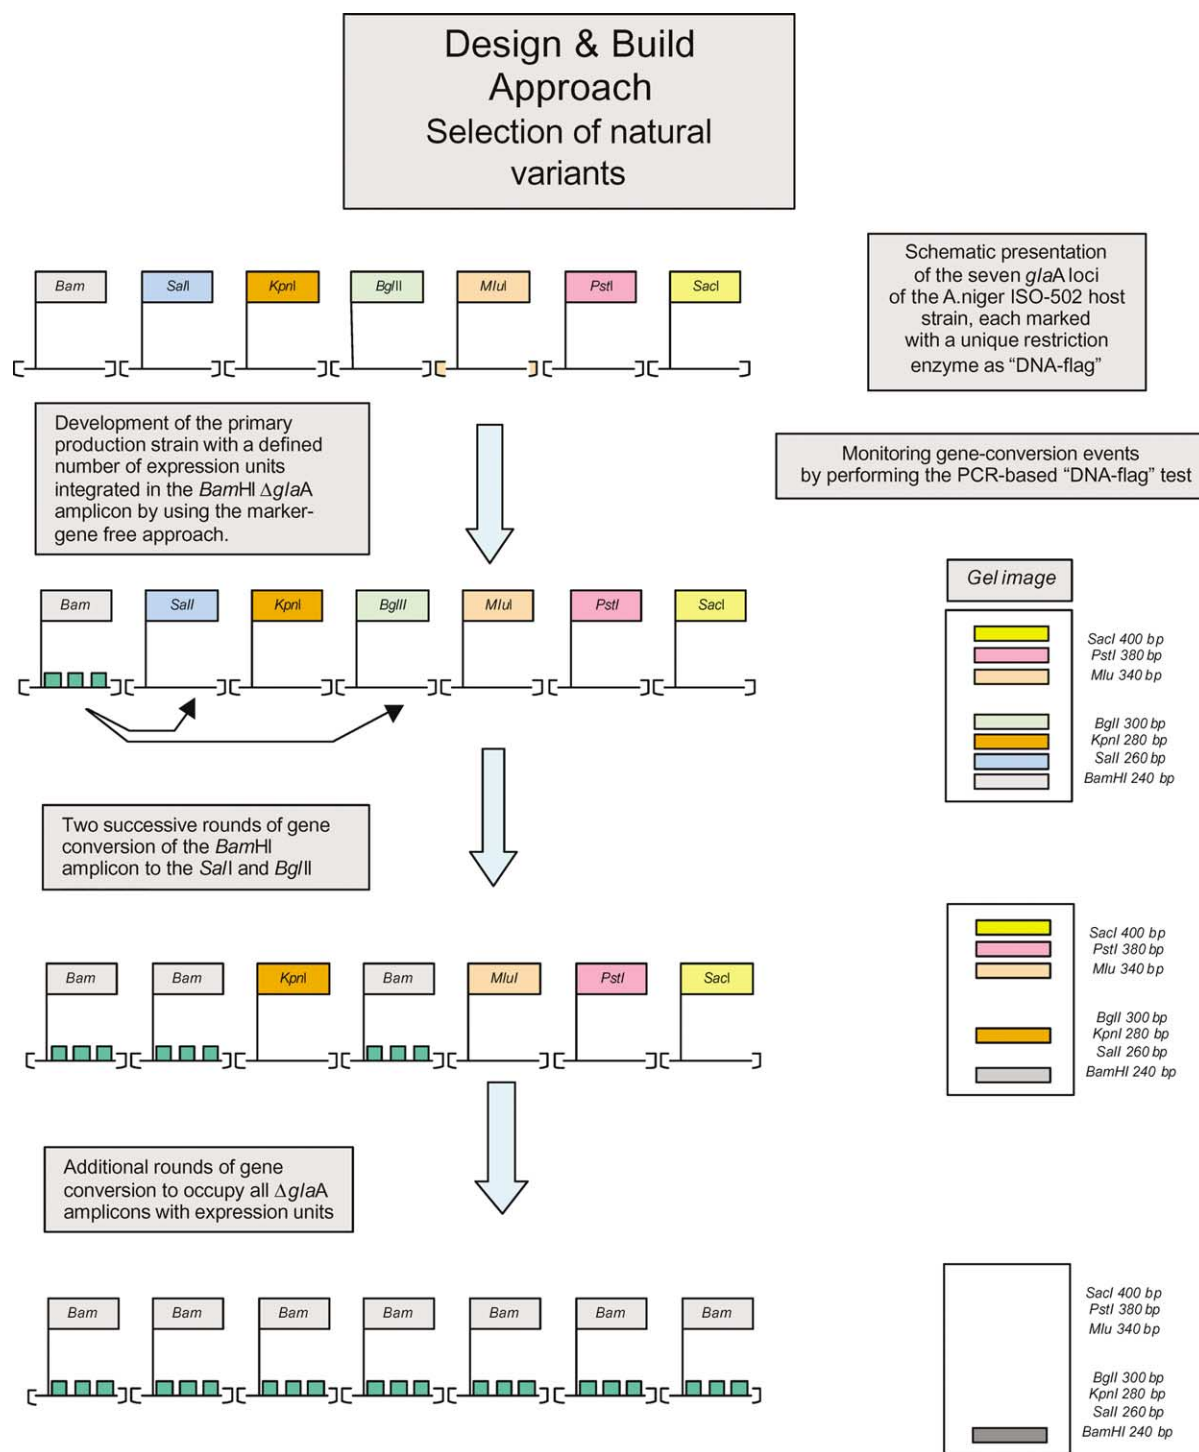 Design & Build
Approach
Selection of natural
variants
Schematic presentation
of the seven glaA loci
of the A.niger ISO-502 host
strain, each marked
with a unique restriction
enzyme as “DNA-flag”
Bam SalI KpnI BglII MluI PstI SacI
Development of the primary
production strain with a defined
number of expression units
integrated in the BamHI ΔglaA
amplicon by using the marker-
gene free approach.
Monitoring gene-conversion events
by performing the PCR-based “DNA-flag” test
Gel image
Bam SalI KpnI BglII MluI PstI SacI
SacI 400 bp
PstI 380 bp
Mlu 340 bp
BglI 300 bp
KpnI 280 bp
SalI 260 bp
BamHI 240 bp
Two successive rounds of gene
conversion of the BamHI
amplicon to the SalI and BglII
Bam Bam KpnI Bam MluI PstI SacI
SacI 400 bp
PstI 380 bp
Mlu 340 bp
BglI 300 bp
KpnI 280 bp
SalI 260 bp
BamHI 240 bp
Additional rounds of gene
conversion to occupy all ΔglaA
amplicons with expression units
Bam Bam Bam Bam Bam Bam Bam
SacI 400 bp
PstI 380 bp
Mlu 340 bp
BglI 300 bp
KpnI 280 bp
SalI 260 bp
BamHI 240 bp